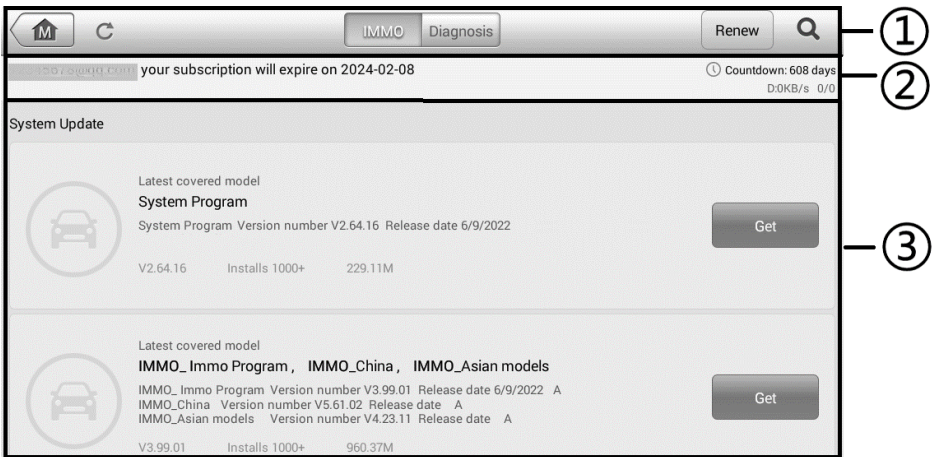 M IMMO Diagnosis Renew ①
your subscription will expire on 2024-02-08 Countdown: 608 days ②
D:0KB/s 0/0
System Update
Latest covered model
System Program
System Program Version number V2.64.16 Release date 6/9/2022 Get ③
V2.64.16 Installs 1000+ 229.11M
Latest covered model
IMMO_ Immo Program , IMMO_China , IMMO_Asian models
IMMO_ Immo Program Version number V3.99.01 Release date 6/9/2022 A
IMMO_China Version number V5.61.02 Release date A Get
IMMO_Asian models Version number V4.23.11 Release date A
V3.99.01 Installs 1000+ 960.37M